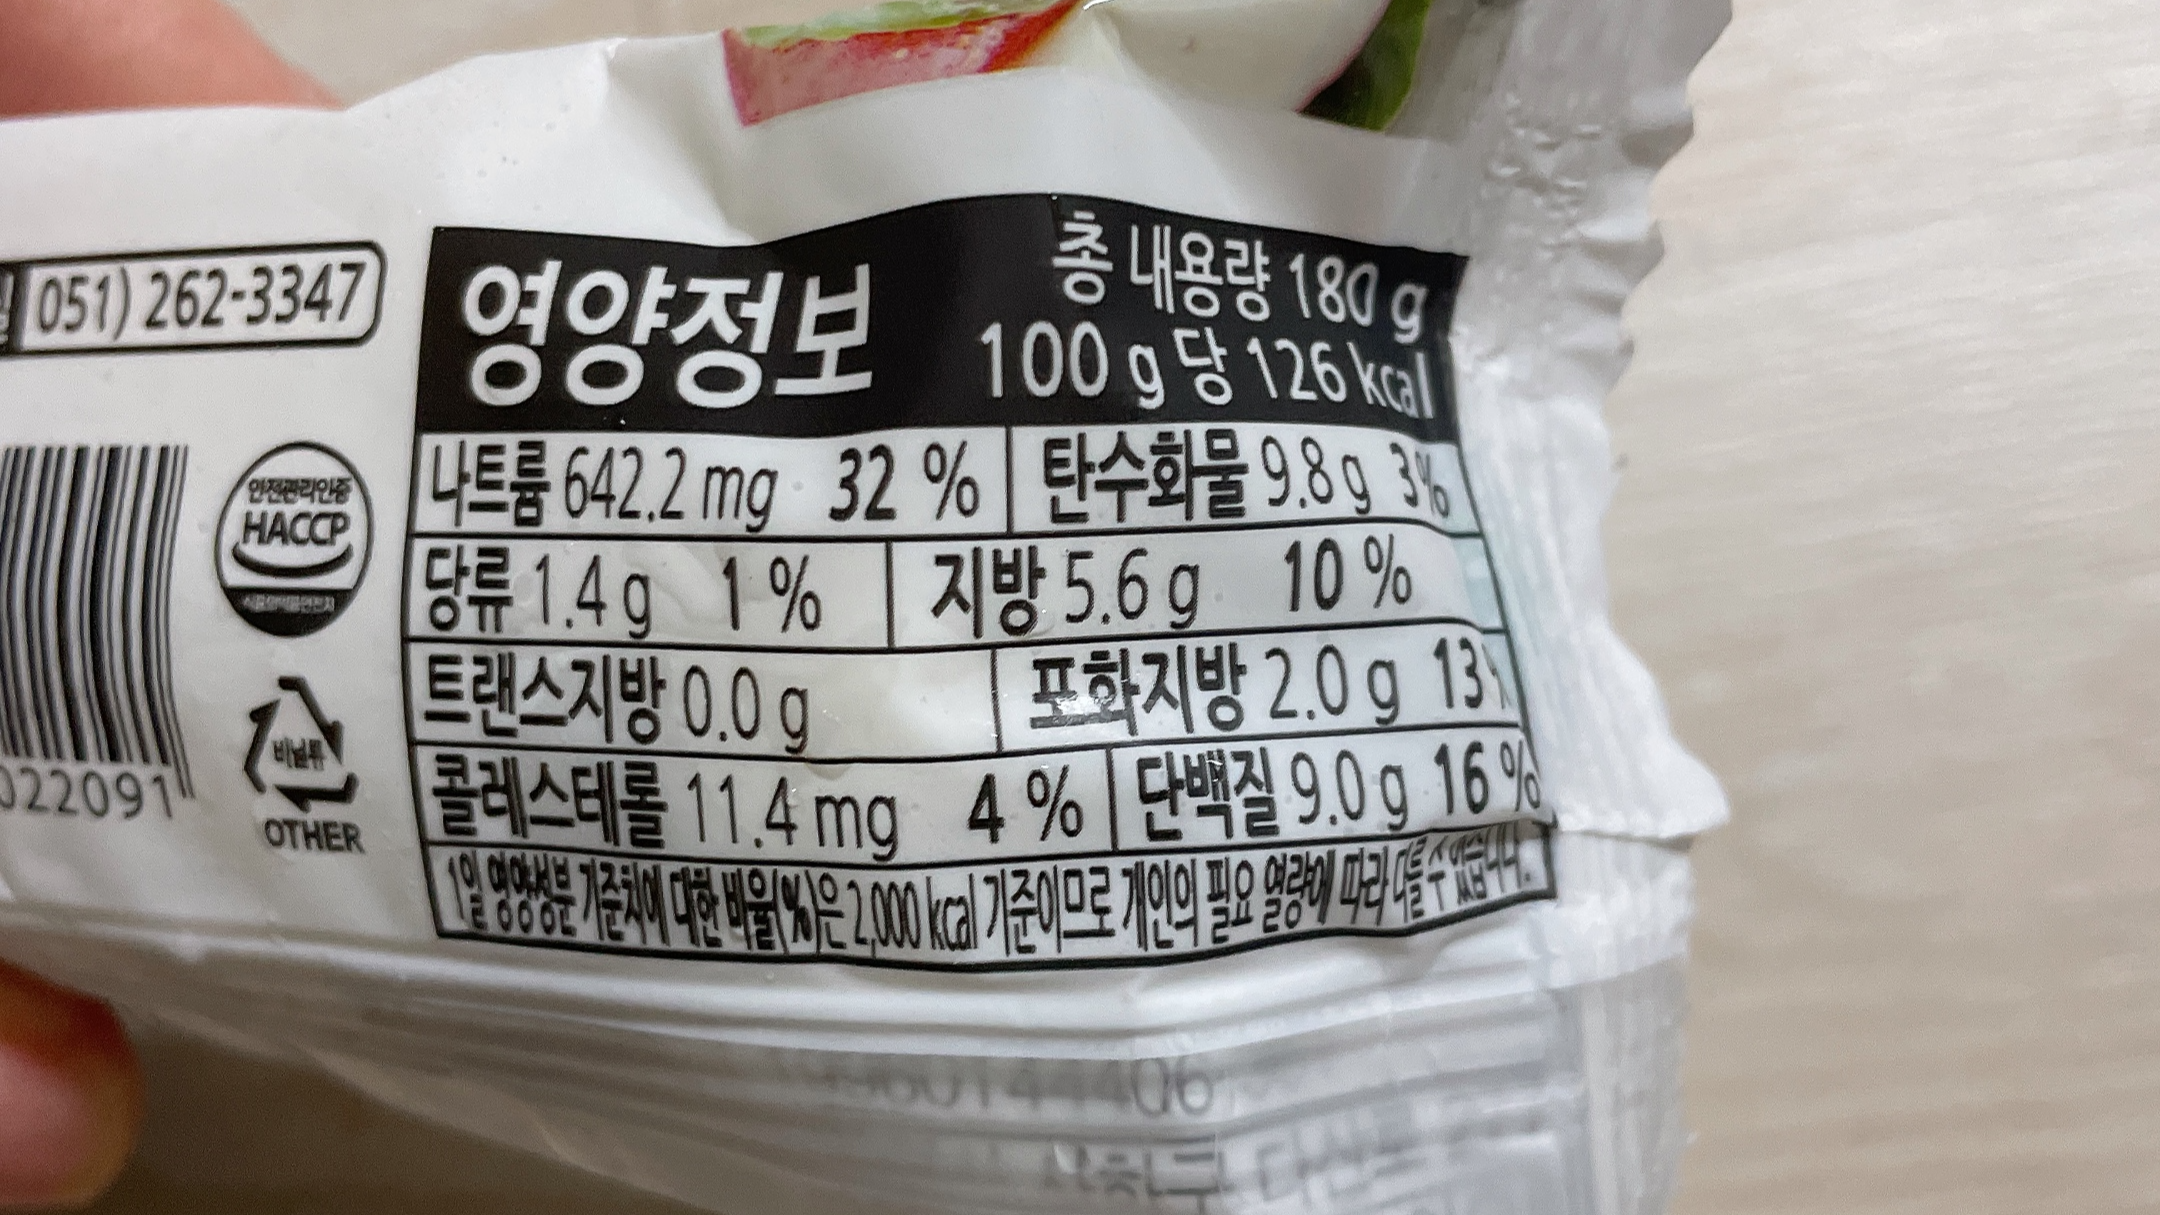 051) 262-3347
영양정보
총 내용량 180 g
100 g 당 126 kcal
나트륨 642.2 mg 32 % 탄수화물 9.8 g 3%
당류 1.4 g 1 % 지방 5.6 g 10 %
트랜스지방 0.0 g 포화지방 2.0 g 13%
콜레스테롤 11.4 mg 4 % 단백질 9.0 g 16 %
1일 영양성분 기준치에 대한 비율(%)은 2,000 kcal 기준이므로 개인의 필요 열량에 따라 다를 수 있습니다.
안전관리인증
HACCP
022091
비닐류
OTHER